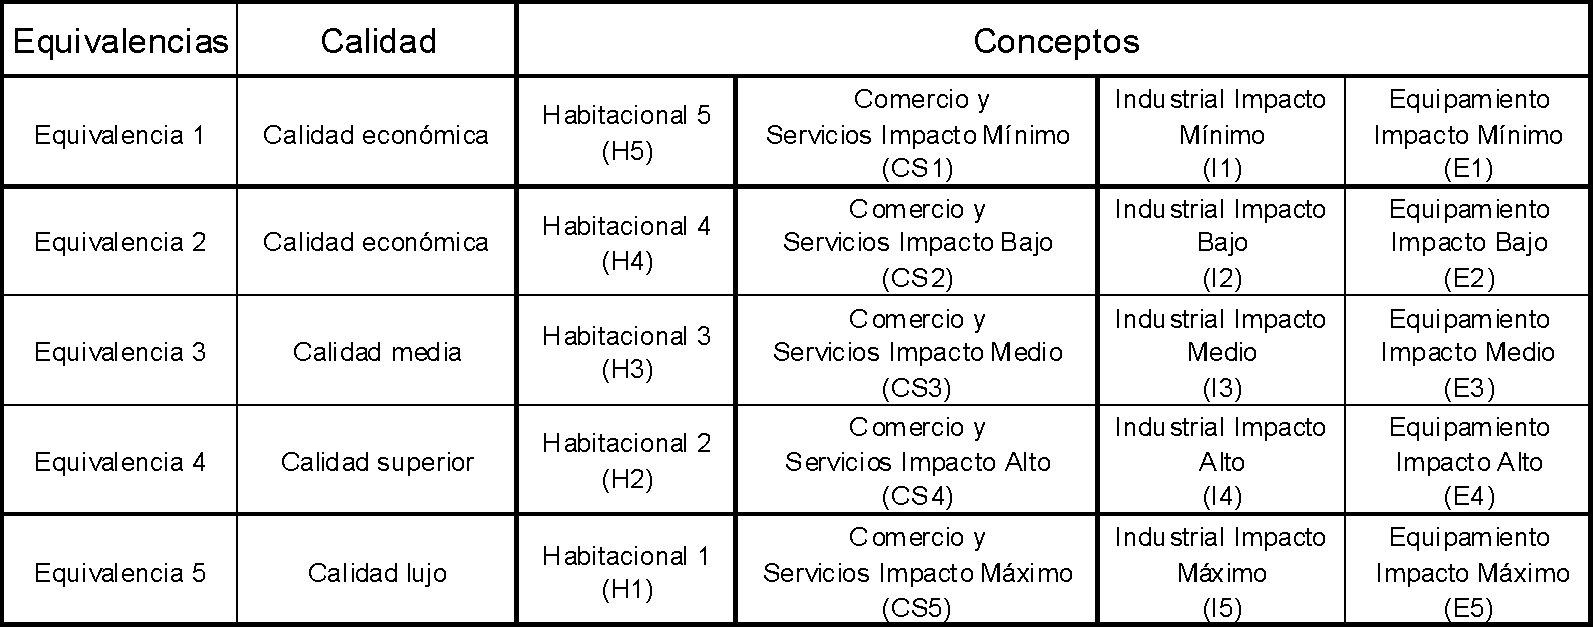 Equivalencias Calidad Conceptos
Equivalencia 1
Calidad económica
Habitacional 5
(H5)
Comercio y
Servicios Impacto Mínimo
(CS1)
Industrial Impacto
Mínimo
(I1)
Equipamiento
Impacto Mínimo
(E1)
Equivalencia 2
Calidad económica
Habitacional 4
(H4)
Comercio y
Servicios Impacto Bajo
(CS2)
Industrial Impacto
Bajo
(I2)
Equipamiento
Impacto Bajo
(E2)
Equivalencia 3
Calidad media
Habitacional 3
(H3)
Comercio y
Servicios Impacto Medio
(CS3)
Industrial Impacto
Medio
(I3)
Equipamiento
Impacto Medio
(E3)
Equivalencia 4
Calidad superior
Habitacional 2
(H2)
Comercio y
Servicios Impacto Alto
(CS4)
Industrial Impacto
Alto
(I4)
Equipamiento
Impacto Alto
(E4)
Equivalencia 5
Calidad lujo
Habitacional 1
(H1)
Comercio y
Servicios Impacto Máximo
(CS5)
Industrial Impacto
Máximo
(I5)
Equipamiento
Impacto Máximo
(E5)